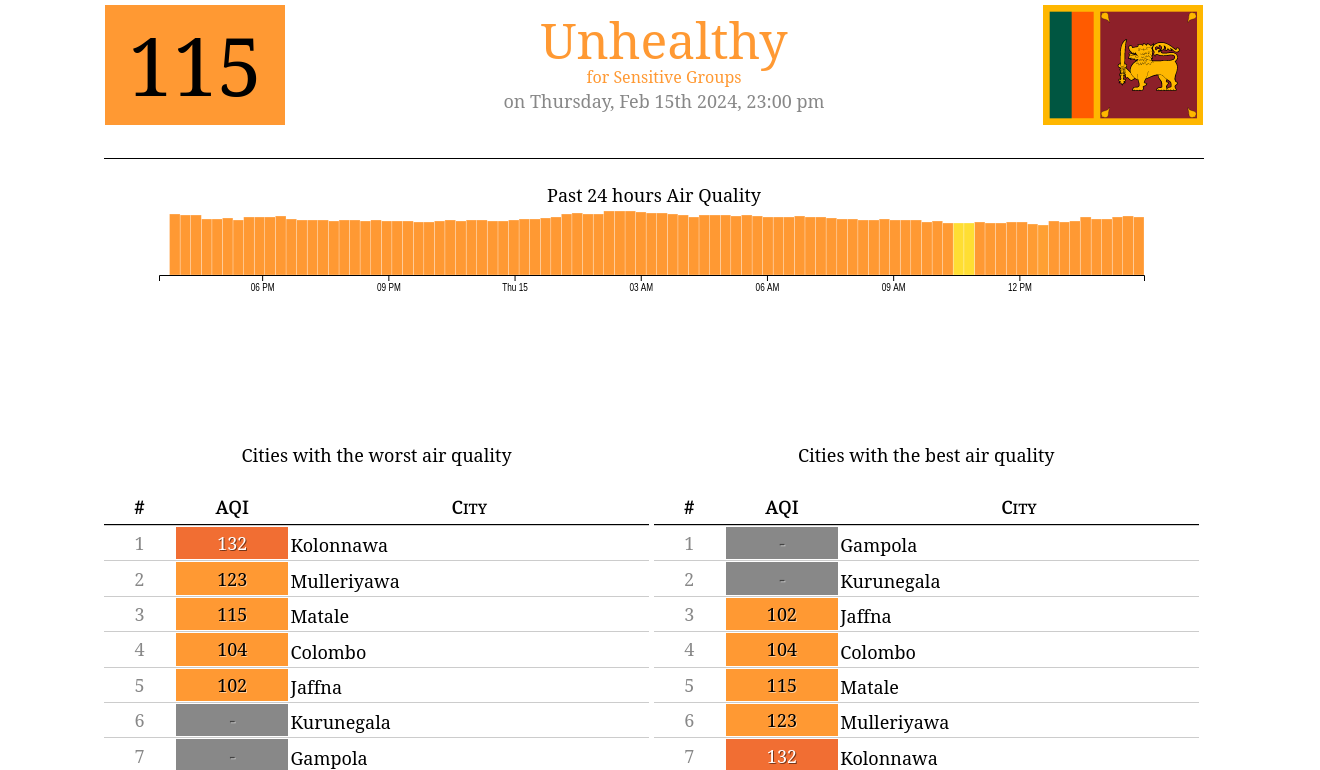 115
Unhealthy
for Sensitive Groups
on Thursday, Feb 15th 2024, 23:00 pm
Past 24 hours Air Quality
06 PM 09 PM Thu 15 03 AM 06 AM 09 AM 12 PM
Cities with the worst air quality
# AQI City
1 132 Kolonnawa
2 123 Mulleriyawa
3 115 Matale
4 104 Colombo
5 102 Jaffna
6 - Kurunegala
7 - Gampola
Cities with the best air quality
# AQI City
1 - Gampola
2 - Kurunegala
3 102 Jaffna
4 104 Colombo
5 115 Matale
6 123 Mulleriyawa
7 132 Kolonnawa